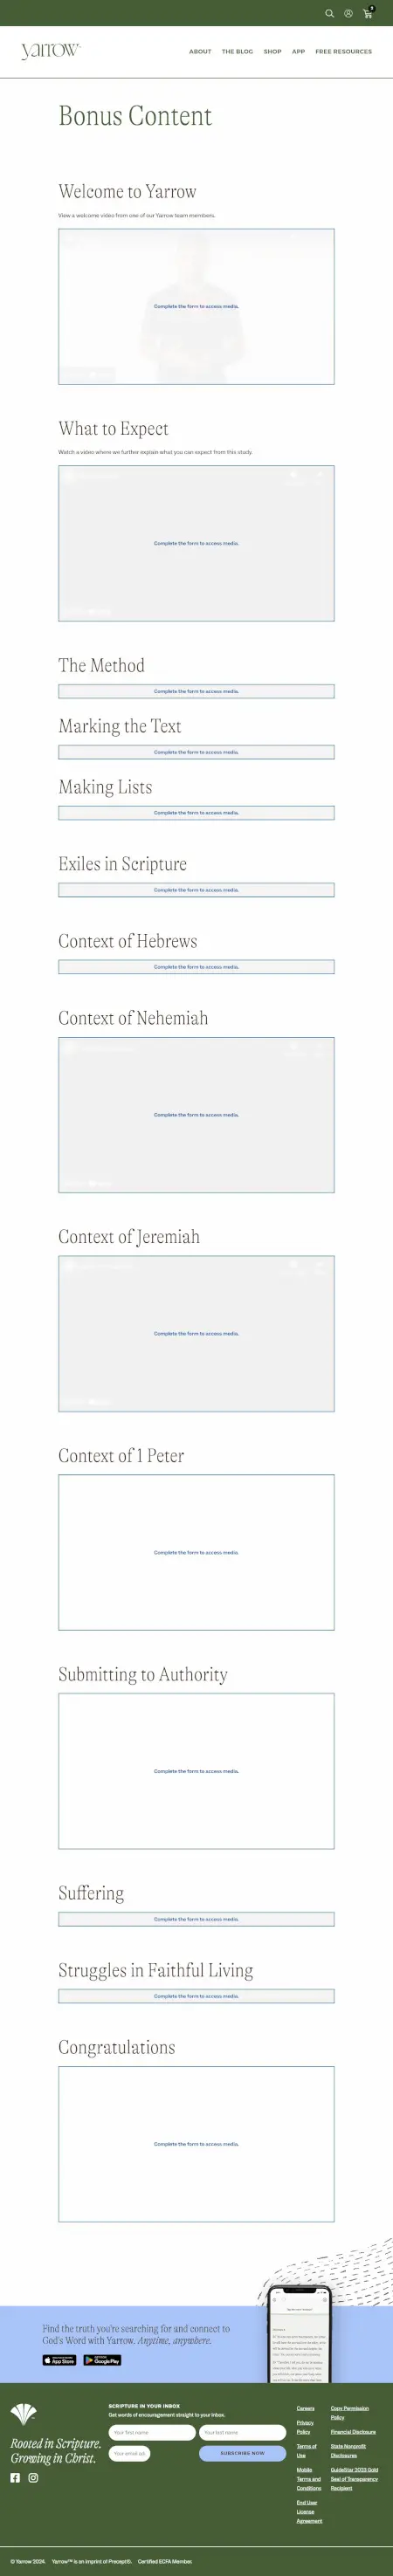 0
yarrow
ABOUT THE BLOG SHOP APP FREE RESOURCES
Bonus Content
Welcome to Yarrow
View a welcome video from one of our Yarrow team members.
Complete the form to access media.
What to Expect
Watch a video where we further explain what you can expect from this study.
Complete the form to access media.
The Method
Complete the form to access media.
Marking the Text
Complete the form to access media.
Making Lists
Complete the form to access media.
Exiles in Scripture
Complete the form to access media.
Context of Hebrews
Complete the form to access media.
Context of Nehemiah
Complete the form to access media.
Context of Jeremiah
Complete the form to access media.
Context of 1 Peter
Complete the form to access media.
Submitting to Authority
Complete the form to access media.
Suffering
Complete the form to access media.
Struggles in Faithful Living
Complete the form to access media.
Congratulations
Complete the form to access media.
Find the truth you're searching for and connect to
God's Word with Yarrow. Anytime, anywhere.
App Store Google Play
Rooted in Scripture.
Growing in Christ.
SCRIPTURE IN YOUR INBOX
Get words of encouragement straight to your inbox.
Your first name Your last name
Your email ad SUBSCRIBE NOW
Careers
Privacy
Policy
Terms of
Use
Mobile
Terms and
Conditions
End User
License
Agreement
Copy Permission
Policy
Financial Disclosure
State Nonprofit
Disclosures
GuideStar 2023 Gold
Seal of Transparency
Recipient
© Yarrow 2024. Yarrow™ is an imprint of Precept®. Certified ECFA Member.